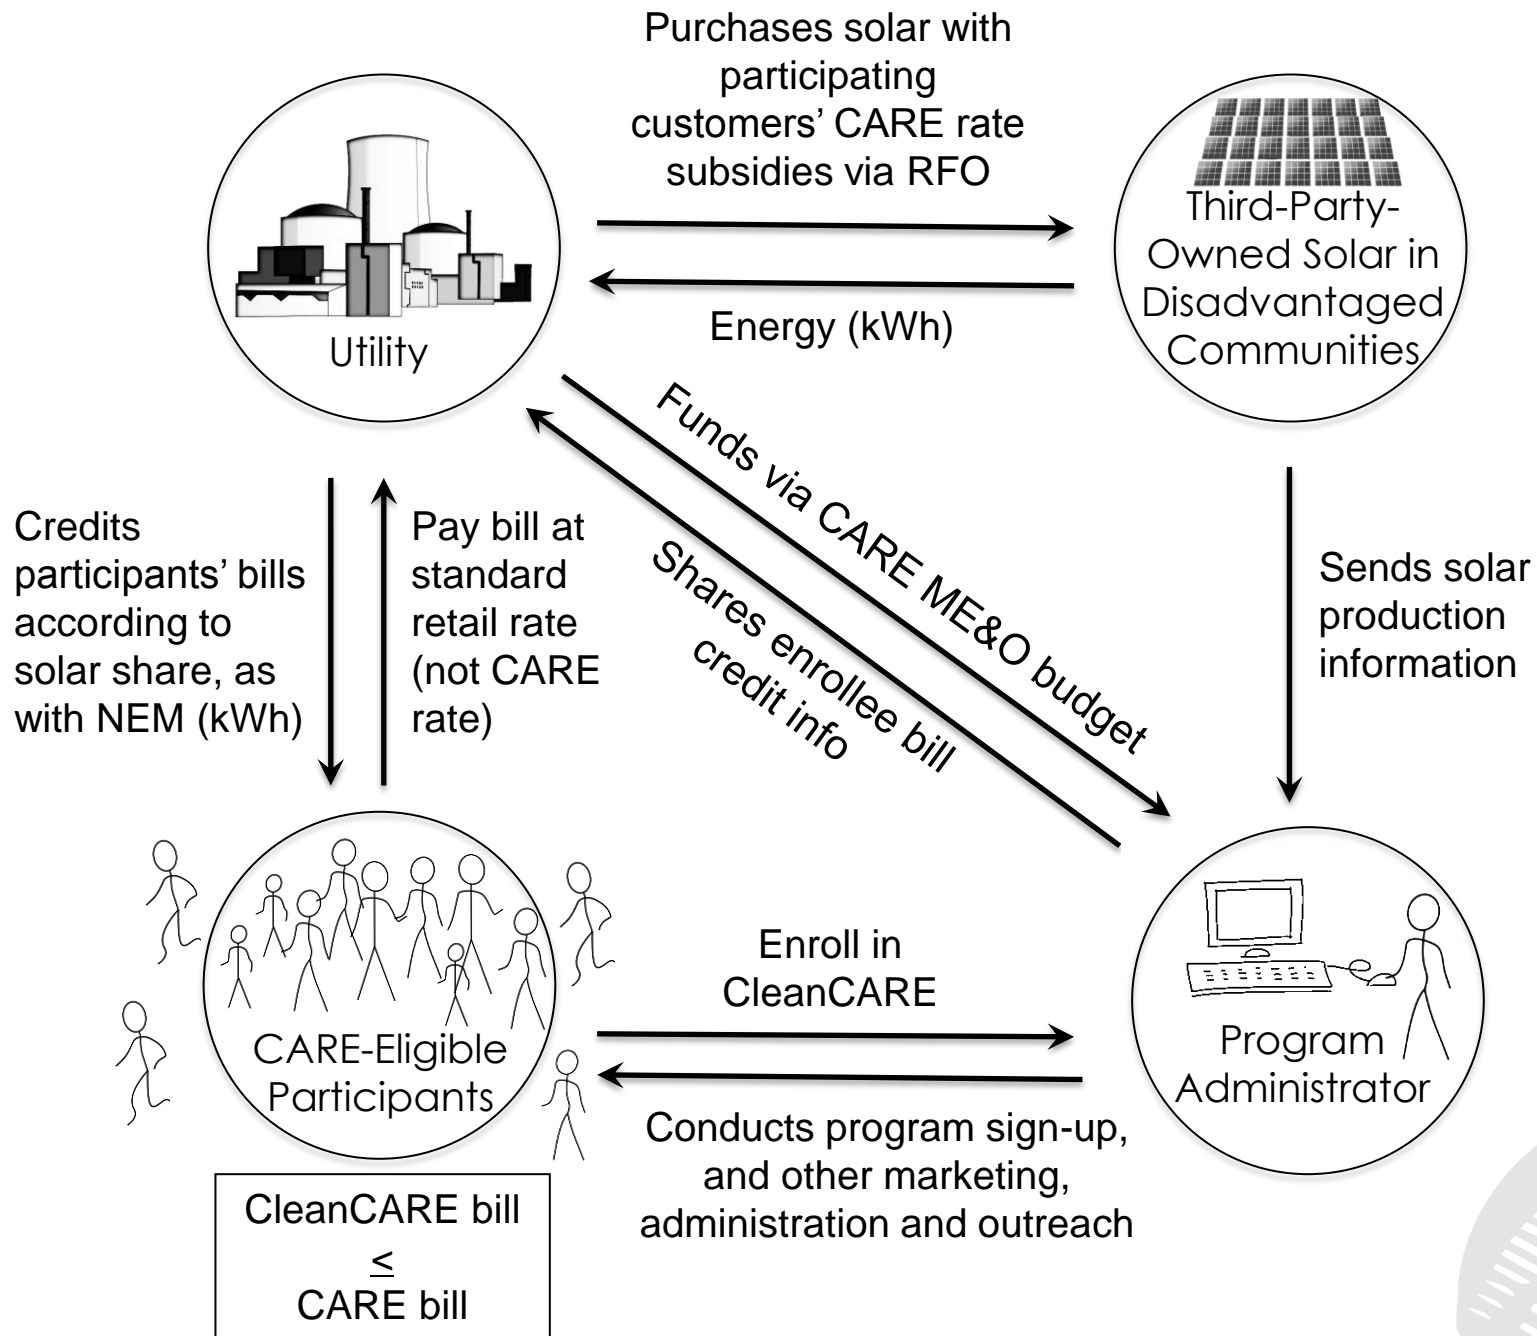 Purchases solar with
participating
customers’ CARE rate
subsidies via RFO
Utility
Third-Party-
Owned Solar in
Disadvantaged
Communities
Energy (kWh)
Funds via CARE ME&O budget
Shares enrollee bill
credit info
Credits
participants’ bills
according to
solar share, as
with NEM (kWh)
Pay bill at
standard
retail rate
(not CARE
rate)
Sends solar
production
information
CARE-Eligible
Participants
Enroll in
CleanCARE
Program
Administrator
Conducts program sign-up,
and other marketing,
administration and outreach
CleanCARE bill
≤
CARE bill